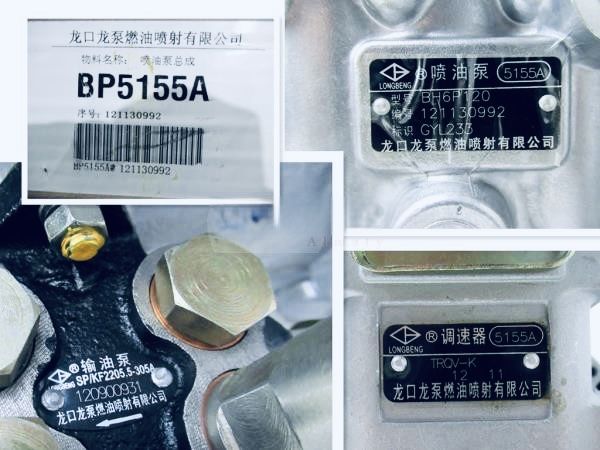 龙口龙泵燃油喷射有限公司
物料名称: 喷油泵总成
BP5155A
序号: 121130992
BP5155A# 121130992
LONGBENG
® 喷油泵 5155A
型号 BH6P120
编号 121130992
标识 GYL233
龙口龙泵燃油喷射有限公司
LONGBENG
® 输油泵
SP/KF2205.5-305A
120900931
龙口龙泵燃油喷射有限公司
LONGBENG
® 调速器 5155A
TRQV-K
12 11
龙口龙泵燃油喷射有限公司